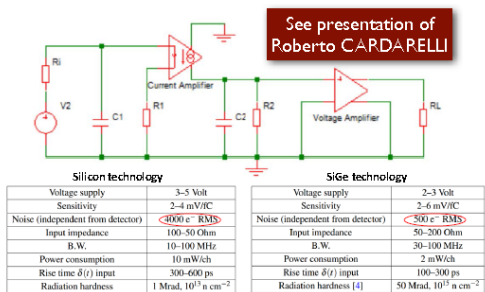 See presentation of
Roberto CARDARELLI
Ri
Current Amplifier
V2
C1
R1
C2
R2
Voltage Amplifier
RL
Silicon technology
Voltage supply 3–5 Volt
Sensitivity 2–4 mV/fC
Noise (independent from detector) 4000 e⁻ RMS
Input impedance 100–50 Ohm
B.W. 10–100 MHz
Power consumption 10 mW/ch
Rise time δ(t) input 300–600 ps
Radiation hardness 1 Mrad, 10¹³ n cm⁻²
SiGe technology
Voltage supply 2–3 Volt
Sensitivity 2–6 mV/fC
Noise (independent from detector) 500 e⁻ RMS
Input impedance 50–200 Ohm
B.W. 30–100 MHz
Power consumption 2 mW/ch
Rise time δ(t) input 100–300 ps
Radiation hardness [4] 50 Mrad, 10¹⁵ n cm⁻²